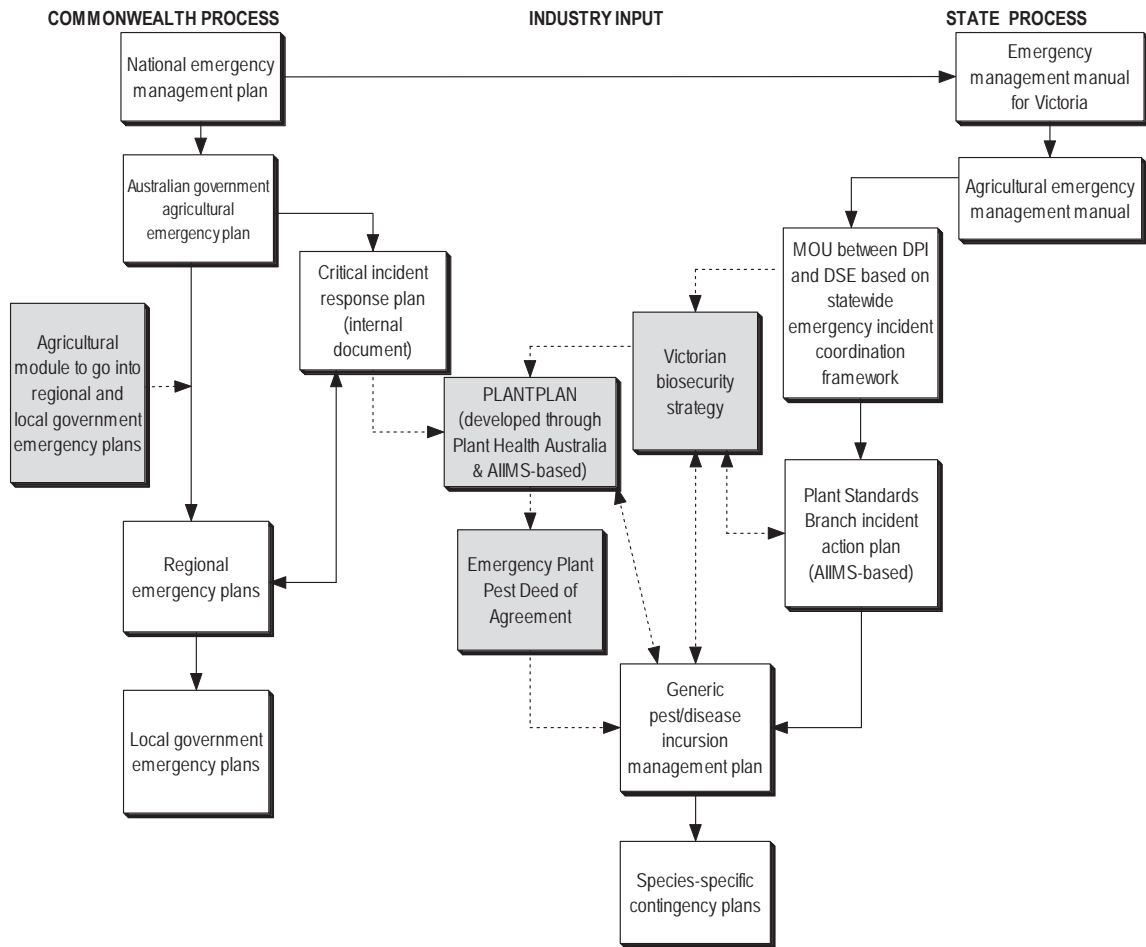 COMMONWEALTH PROCESS
INDUSTRY INPUT
STATE PROCESS
National emergency
management plan
Emergency
management manual
for Victoria
Australian government
agricultural
emergency plan
Agricultural emergency
management manual
Critical incident
response plan
(internal
document)
MOU between DPI
and DSE based on
statewide
emergency incident
coordination
framework
Agricultural
module to go into
regional and
local government
emergency plans
Victorian
biosecurity
strategy
PLANTPLAN
(developed through
Plant Health Australia
& AIIMS-based)
Plant Standards
Branch incident
action plan
(AIIMS-based)
Regional
emergency plans
Emergency Plant
Pest Deed of
Agreement
Generic
pest/disease
incursion
management plan
Local government
emergency plans
Species-specific
contingency plans